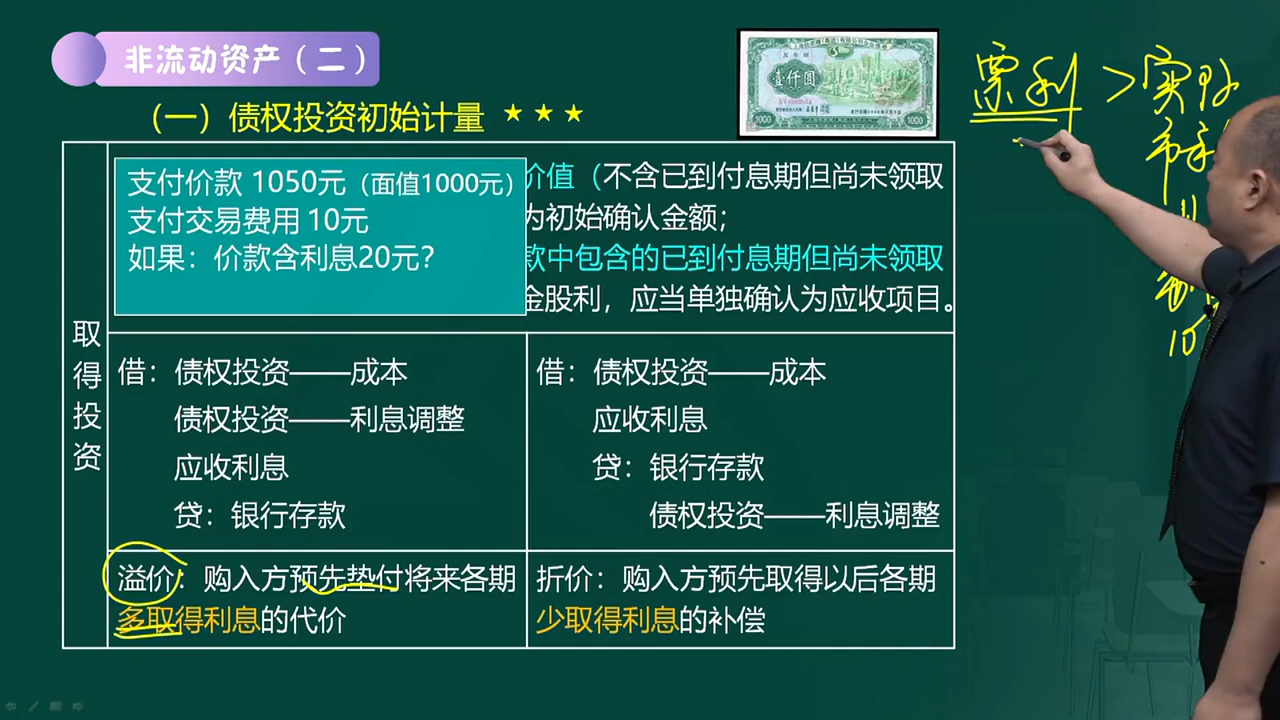 非流动资产（二）
（一）债权投资初始计量 ★★★
壹仟圆
1000
1000
票利 > 实际
市
10
支付价款 1050元（面值1000元）
支付交易费用 10元
如果：价款含利息20元？
价值（不含已到付息期但尚未领取
为初始确认金额；
款中包含的已到付息期但尚未领取
金股利，应当单独确认为应收项目。
取得投资
借：债权投资——成本
债权投资——利息调整
应收利息
贷：银行存款
借：债权投资——成本
应收利息
贷：银行存款
债权投资——利息调整
溢价：购入方预先垫付将来各期
多取得利息的代价
折价：购入方预先取得以后各期
少取得利息的补偿